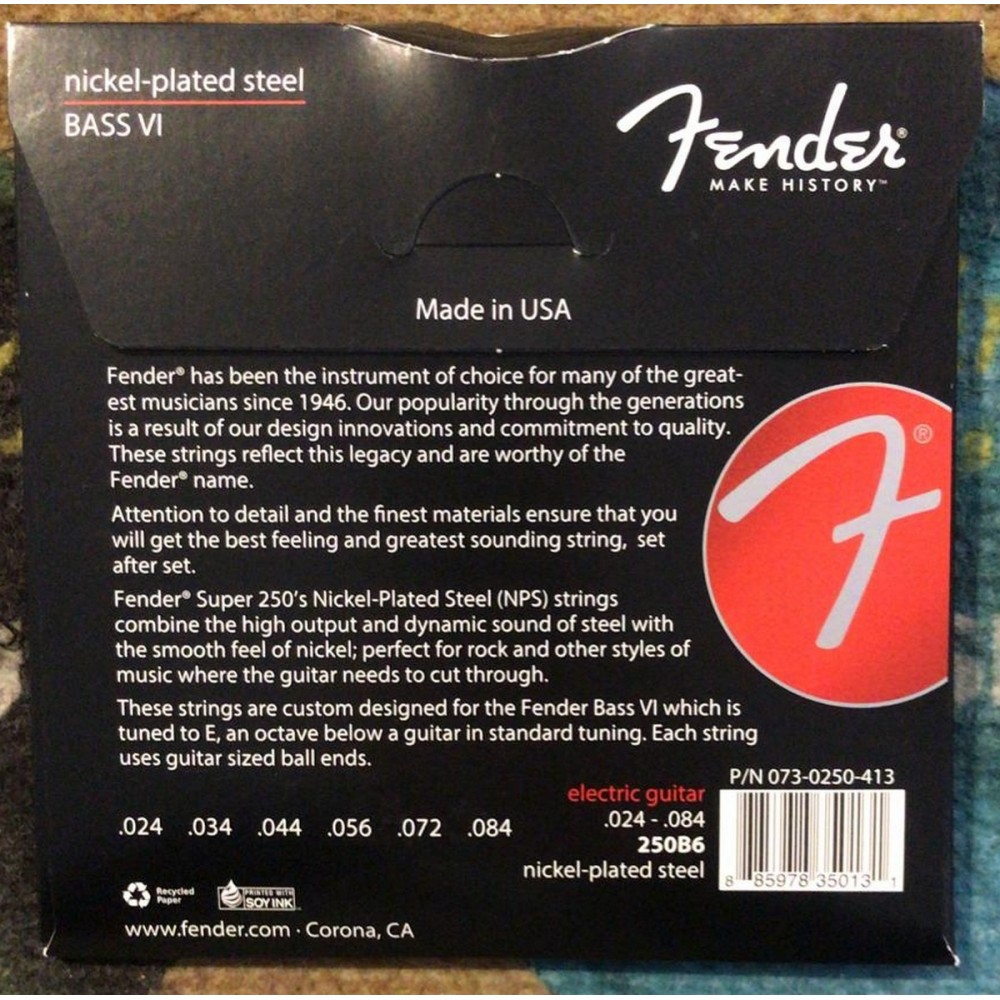 nickel-plated steel
BASS VI
Fender®
MAKE HISTORY™
Made in USA
Fender® has been the instrument of choice for many of the great-
est musicians since 1946. Our popularity through the generations
is a result of our design innovations and commitment to quality.
These strings reflect this legacy and are worthy of the
Fender® name.
Attention to detail and the finest materials ensure that you
will get the best feeling and greatest sounding string, set
after set.
Fender® Super 250's Nickel-Plated Steel (NPS) strings
combine the high output and dynamic sound of steel with
the smooth feel of nickel; perfect for rock and other styles of
music where the guitar needs to cut through.
These strings are custom designed for the Fender Bass VI which is
tuned to E, an octave below a guitar in standard tuning. Each string
uses guitar sized ball ends.
F®
.024 .034 .044 .056 .072 .084
electric guitar
.024 - .084
250B6
nickel-plated steel
P/N 073-0250-413
8 85978 35013 1
Recycled
Paper
PRINTED WITH
SOY INK
www.fender.com · Corona, CA